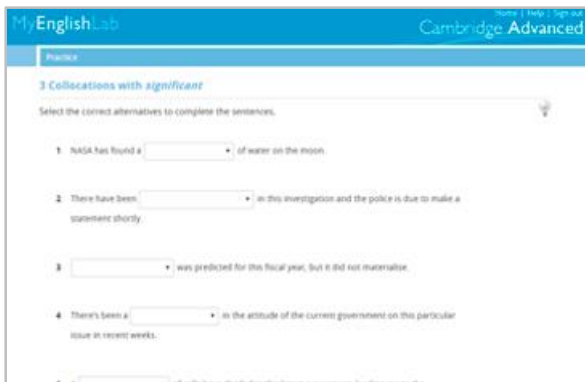 Home | Help | Sign out
MyEnglishLab
Cambridge Advanced
Practice
3 Collocations with significant
Select the correct alternatives to complete the sentences.
1 NASA has found a of water on the moon.
2 There have been in this investigation and the police is due to make a
statement shortly.
3 was predicted for this fiscal year, but it did not materialise.
4 There's been a in the attitude of the current government on this particular
issue in recent weeks.